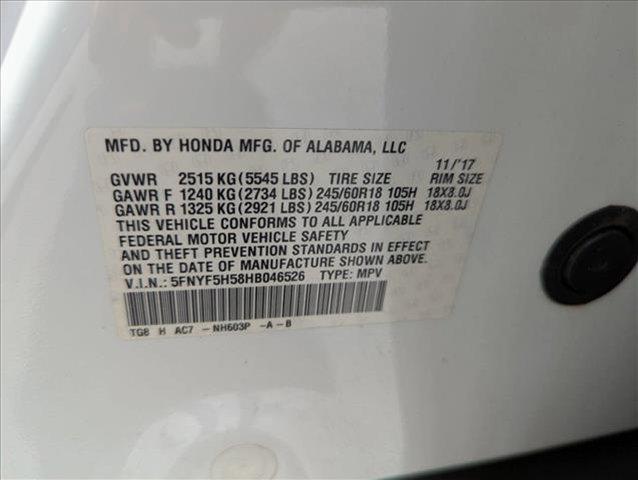 MFD. BY HONDA MFG. OF ALABAMA, LLC 11/'17
GVWR 2515 KG (5545 LBS) TIRE SIZE RIM SIZE
GAWR F 1240 KG (2734 LBS) 245/60R18 105H 18X8.0J
GAWR R 1325 KG (2921 LBS) 245/60R18 105H 18X8.0J
THIS VEHICLE CONFORMS TO ALL APPLICABLE
FEDERAL MOTOR VEHICLE SAFETY
AND THEFT PREVENTION STANDARDS IN EFFECT
ON THE DATE OF MANUFACTURE SHOWN ABOVE.
V.I.N.: 5FNYF5H58HB046526 TYPE: MPV
TG8 H AC7 -NH603P -A-B